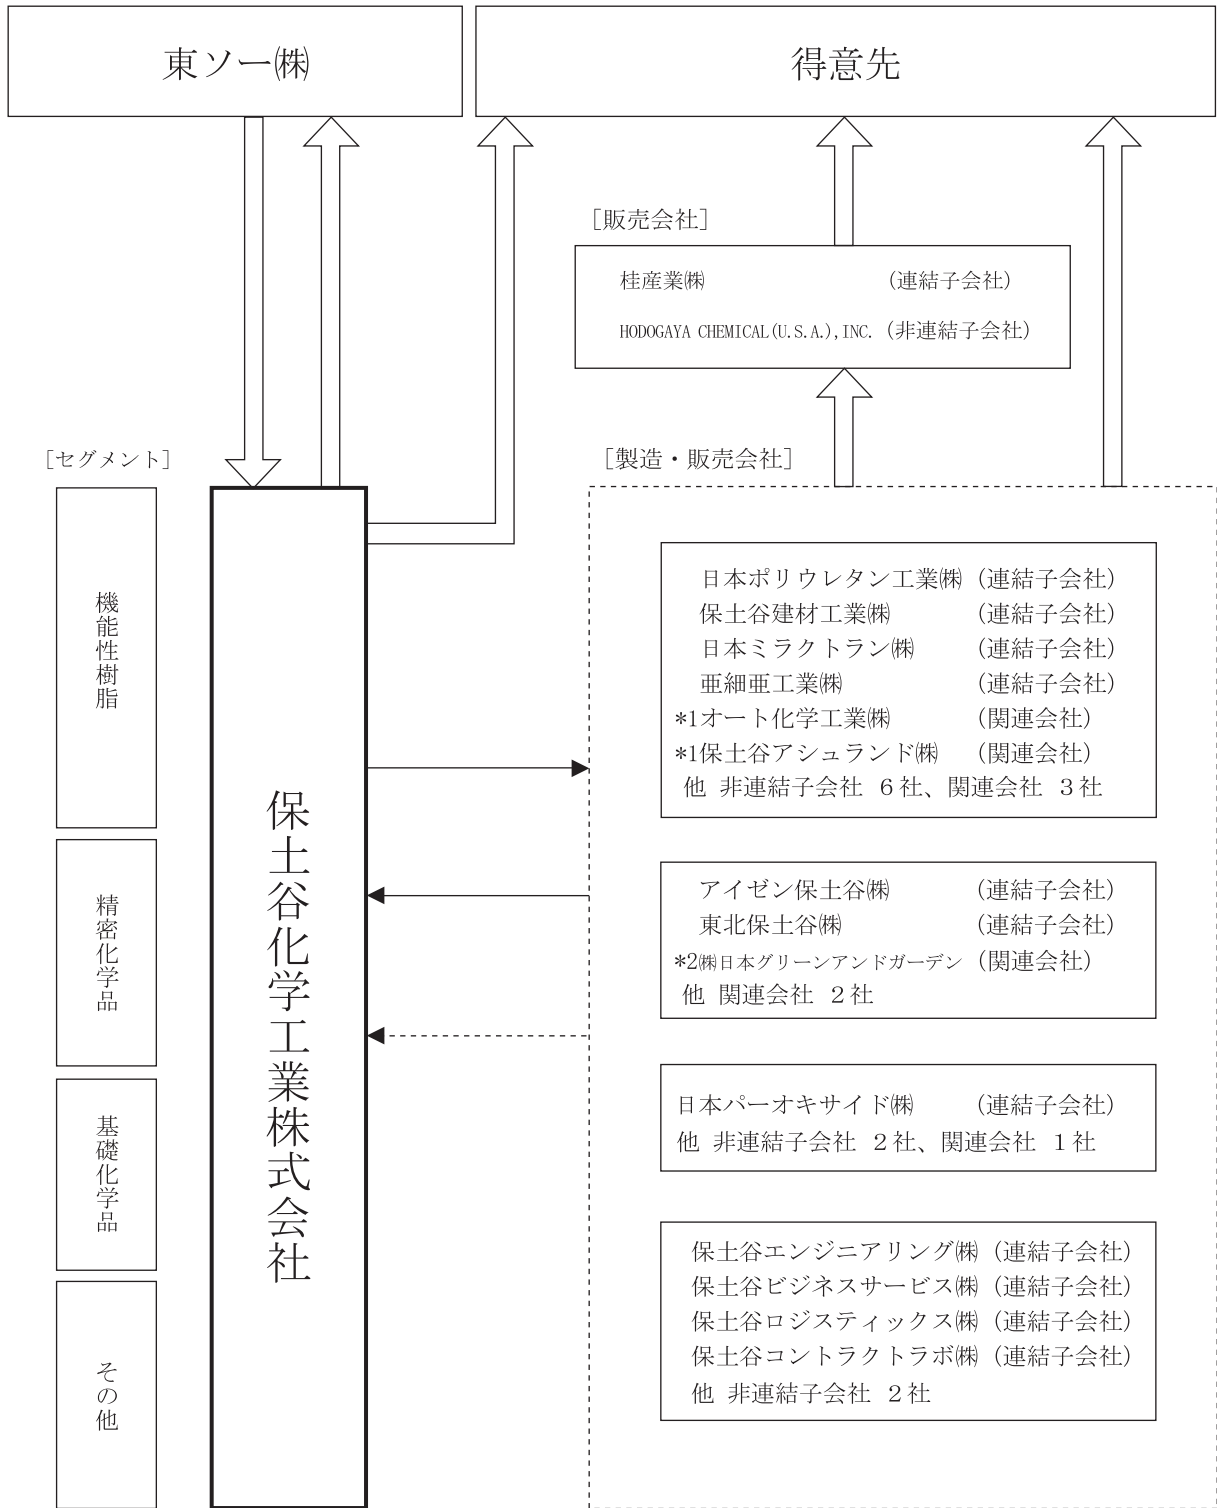 東ソー㈱
得意先
［販売会社］
桂産業㈱ （連結子会社）
HODOGAYA CHEMICAL(U.S.A.),INC. （非連結子会社）
［セグメント］
［製造・販売会社］
機能性樹脂
精密化学品
基礎化学品
その他
保土谷化学工業株式会社
日本ポリウレタン工業㈱ （連結子会社）
保土谷建材工業㈱ （連結子会社）
日本ミラクトラン㈱ （連結子会社）
亜細亜工業㈱ （連結子会社）
*1オート化学工業㈱ （関連会社）
*1保土谷アシュランド㈱ （関連会社）
他 非連結子会社 ６社、関連会社 ３社
アイゼン保土谷㈱ （連結子会社）
東北保土谷㈱ （連結子会社）
*2㈱日本グリーンアンドガーデン （関連会社）
他 関連会社 ２社
日本パーオキサイド㈱ （連結子会社）
他 非連結子会社 ２社、関連会社 １社
保土谷エンジニアリング㈱ （連結子会社）
保土谷ビジネスサービス㈱ （連結子会社）
保土谷ロジスティックス㈱ （連結子会社）
保土谷コントラクトラボ㈱ （連結子会社）
他 非連結子会社 ２社